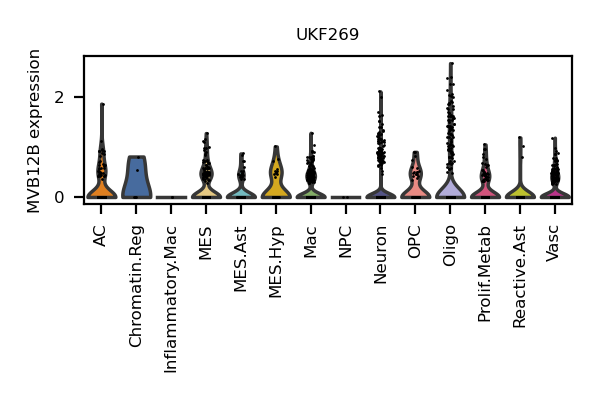 UKF269
MVB12B expression
2
0
AC
Chromatin.Reg
Inflammatory.Mac
MES
MES.Ast
MES.Hyp
Mac
NPC
Neuron
OPC
Oligo
Prolif.Metab
Reactive.Ast
Vasc